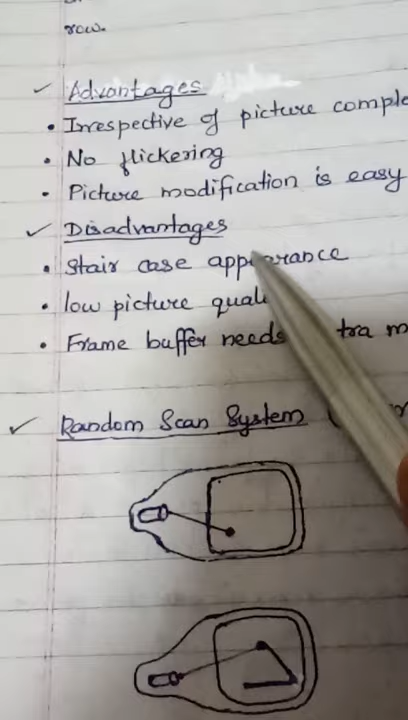 row.
✓ Advantages
• Irrespective of picture comple
• No flickering
• Picture modification is easy
✓ Disadvantages
• Stair case appearance
• low picture quali
• Frame buffer needs tra m
✓ Random Scan System (